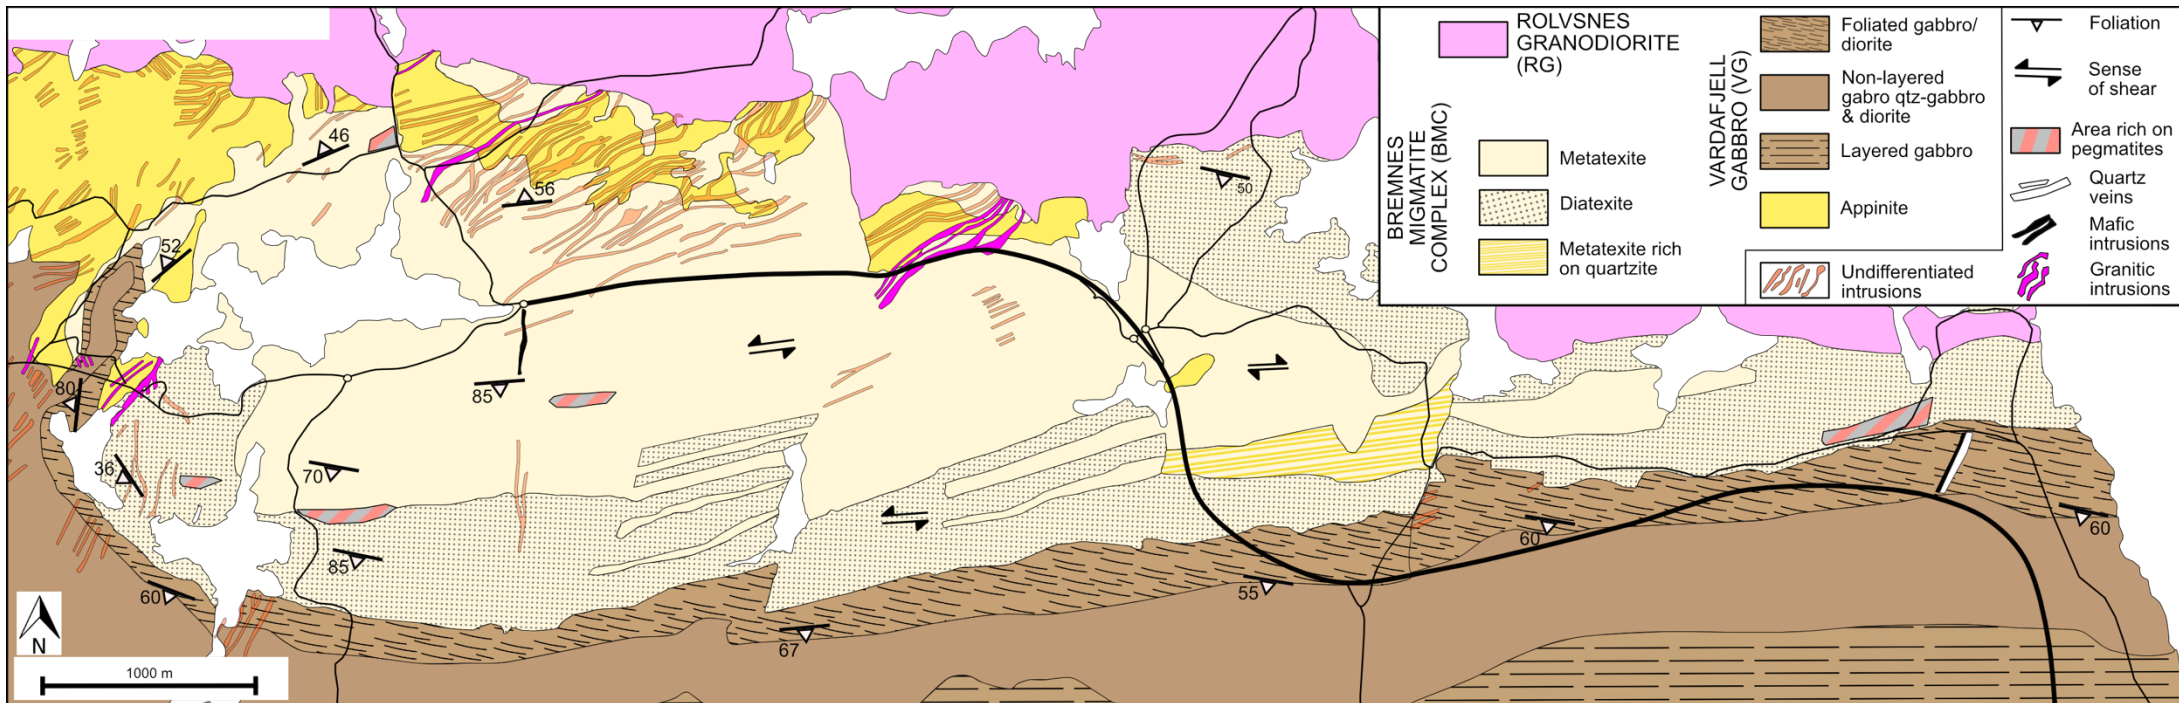 ROLVSNES
GRANODIORITE
(RG)
BREMNES
MIGMATITE
COMPLEX (BMC)
Metatexite
Diatexite
Metatexite rich
on quartzite
VARDAFJELL
GABBRO (VG)
Foliated gabbro/
diorite
Non-layered
gabro qtz-gabbro
& diorite
Layered gabbro
Appinite
Undifferentiated
intrusions
Foliation
Sense
of shear
Area rich on
pegmatites
Quartz
veins
Mafic
intrusions
Granitic
intrusions
46
56
50
52
80
85
36
70
85
60
67
55
60
60
N
1000 m